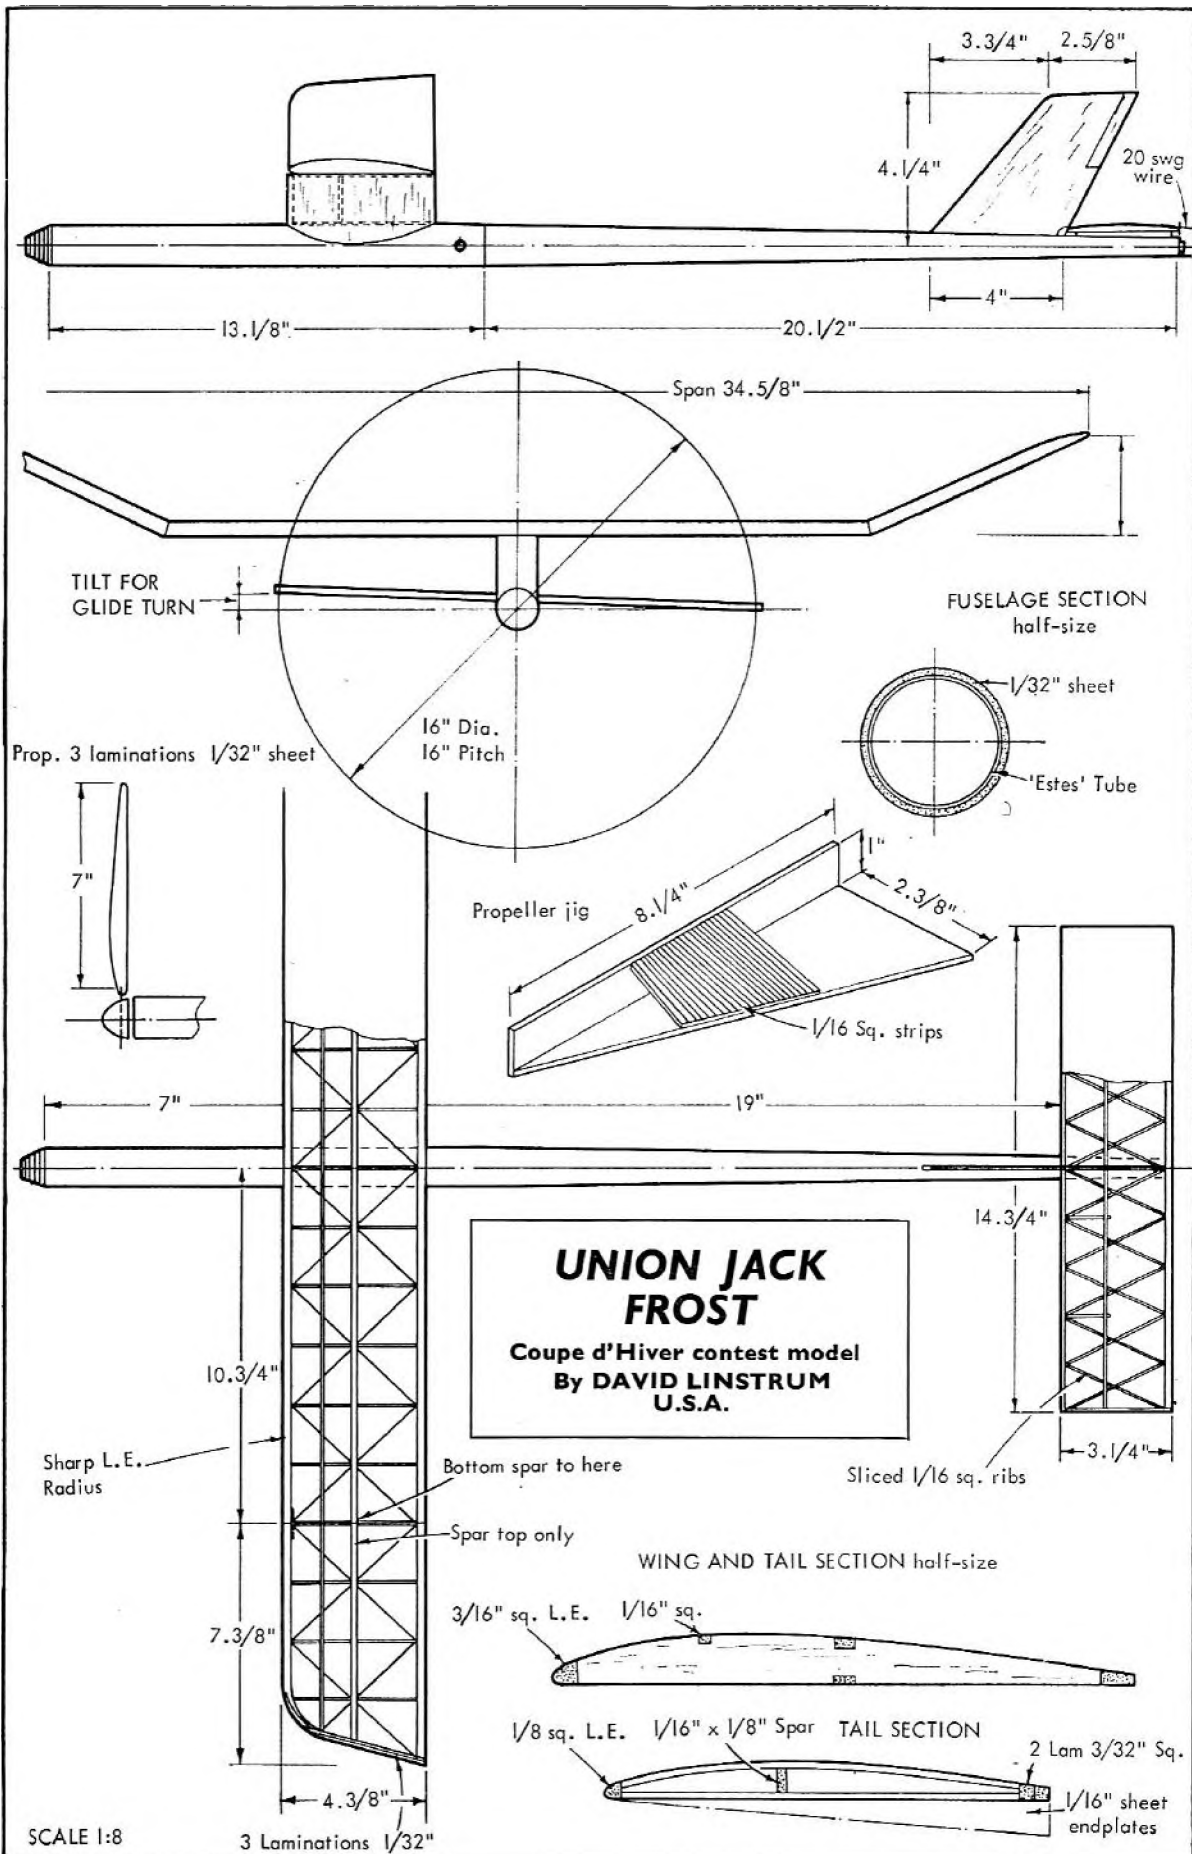 3.3/4"
2.5/8"
4.1/4"
20 swg
wire
4"
13.1/8"
20.1/2"
Span 34.5/8"
TILT FOR
GLIDE TURN
FUSELAGE SECTION
half-size
1/32" sheet
'Estes' Tube
16" Dia.
16" Pitch
Prop. 3 laminations 1/32" sheet
7"
Propeller jig
8.1/4"
1"
2.3/8"
1/16 Sq. strips
7"
19"
14.3/4"
UNION JACK
FROST
Coupe d'Hiver contest model
By DAVID LINSTRUM
U.S.A.
10.3/4"
Sharp L.E.
Radius
Bottom spar to here
Spar top only
3.1/4"
Sliced 1/16 sq. ribs
WING AND TAIL SECTION half-size
3/16" sq. L.E.
1/16" sq.
7.3/8"
1/8 sq. L.E.
1/16" x 1/8" Spar
TAIL SECTION
2 Lam 3/32" Sq.
1/16" sheet
endplates
4.3/8"
SCALE 1:8
3 Laminations 1/32"